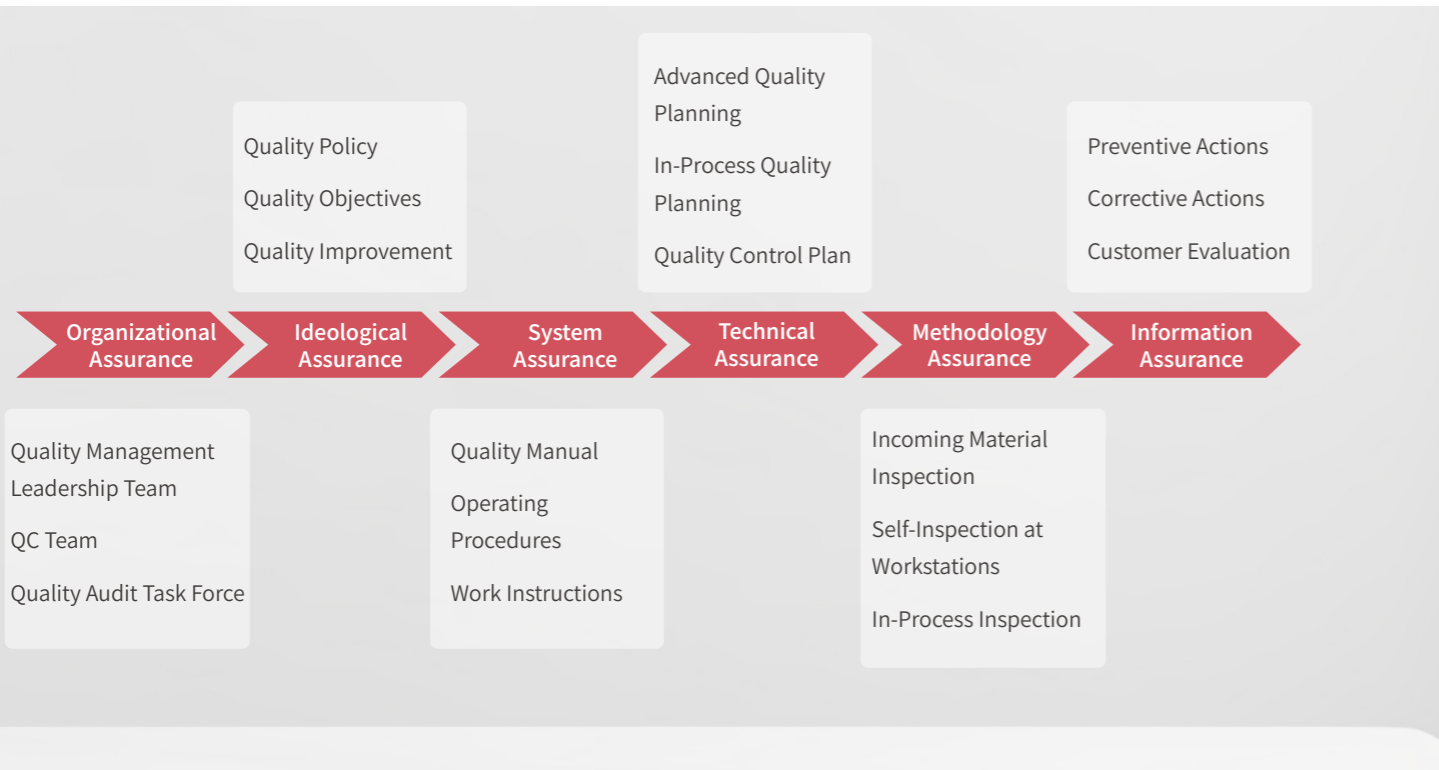 Advanced Quality
Planning
In-Process Quality
Planning
Quality Control Plan
Quality Policy
Quality Objectives
Quality Improvement
Preventive Actions
Corrective Actions
Customer Evaluation
Organizational
Assurance
Ideological
Assurance
System
Assurance
Technical
Assurance
Methodology
Assurance
Information
Assurance
Quality Management
Leadership Team
QC Team
Quality Audit Task Force
Quality Manual
Operating
Procedures
Work Instructions
Incoming Material
Inspection
Self-Inspection at
Workstations
In-Process Inspection